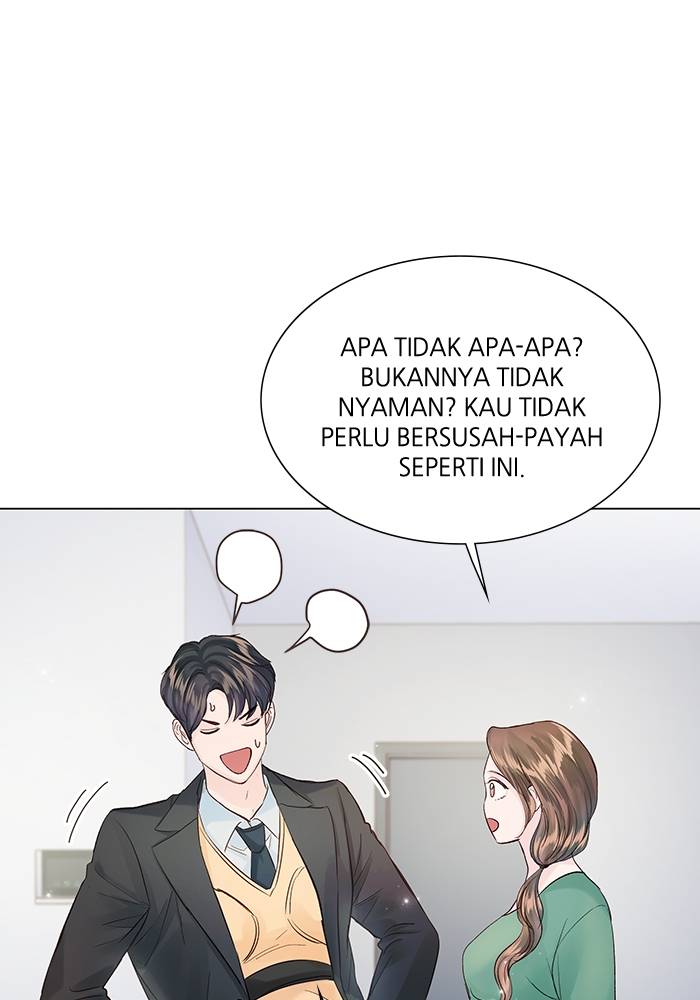 APA TIDAK APA-APA?
BUKANNYA TIDAK
NYAMAN? KAU TIDAK
PERLU BERSUSAH-PAYAH
SEPERTI INI.